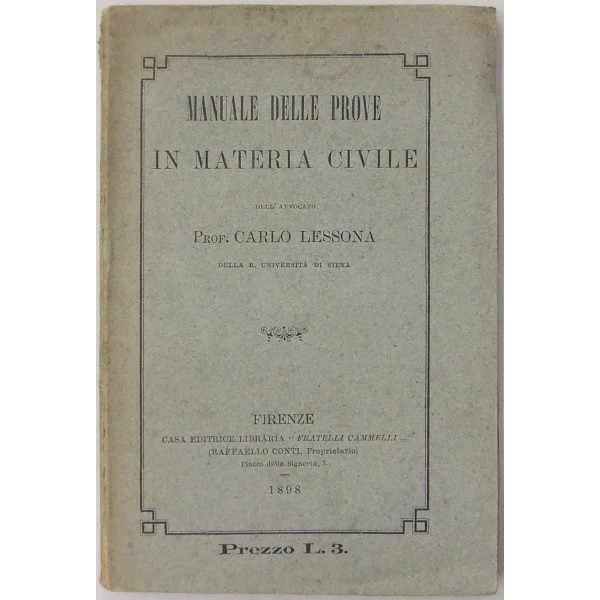 MANUALE DELLE PROVE
IN MATERIA CIVILE
DELL'AVVOCATO
PROF. CARLO LESSONA
DELLA R. UNIVERSITÀ DI SIENA
FIRENZE
CASA EDITRICE LIBRARIA "FRATELLI CAMMELLI„
(RAFFAELLO CONTI, Proprietario)
Piazza della Signoria, 5
1898
Prezzo L. 3.